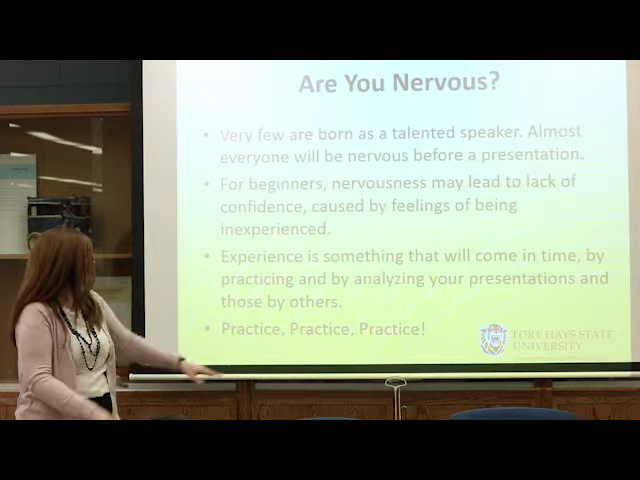 Are You Nervous?
• Very few are born as a talented speaker. Almost
everyone will be nervous before a presentation.
• For beginners, nervousness may lead to lack of
confidence, caused by feelings of being
inexperienced.
• Experience is something that will come in time, by
practicing and by analyzing your presentations and
those by others.
• Practice, Practice, Practice!
FORT HAYS STATE
UNIVERSITY